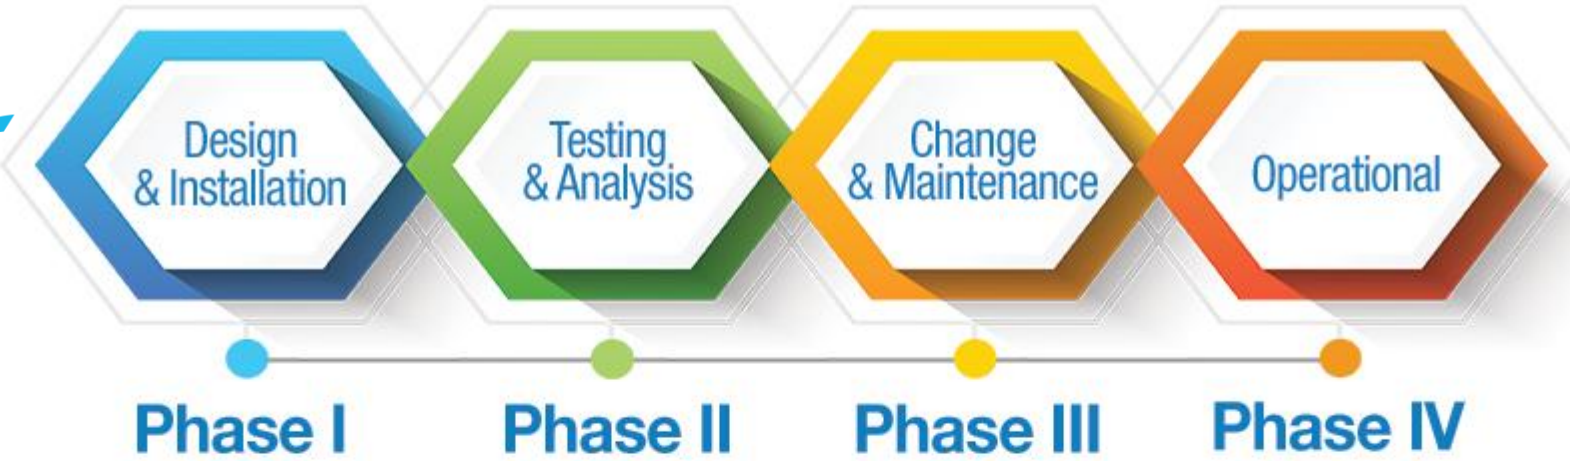 Design
& Installation
Testing
& Analysis
Change
& Maintenance
Operational
Phase I
Phase II
Phase III
Phase IV